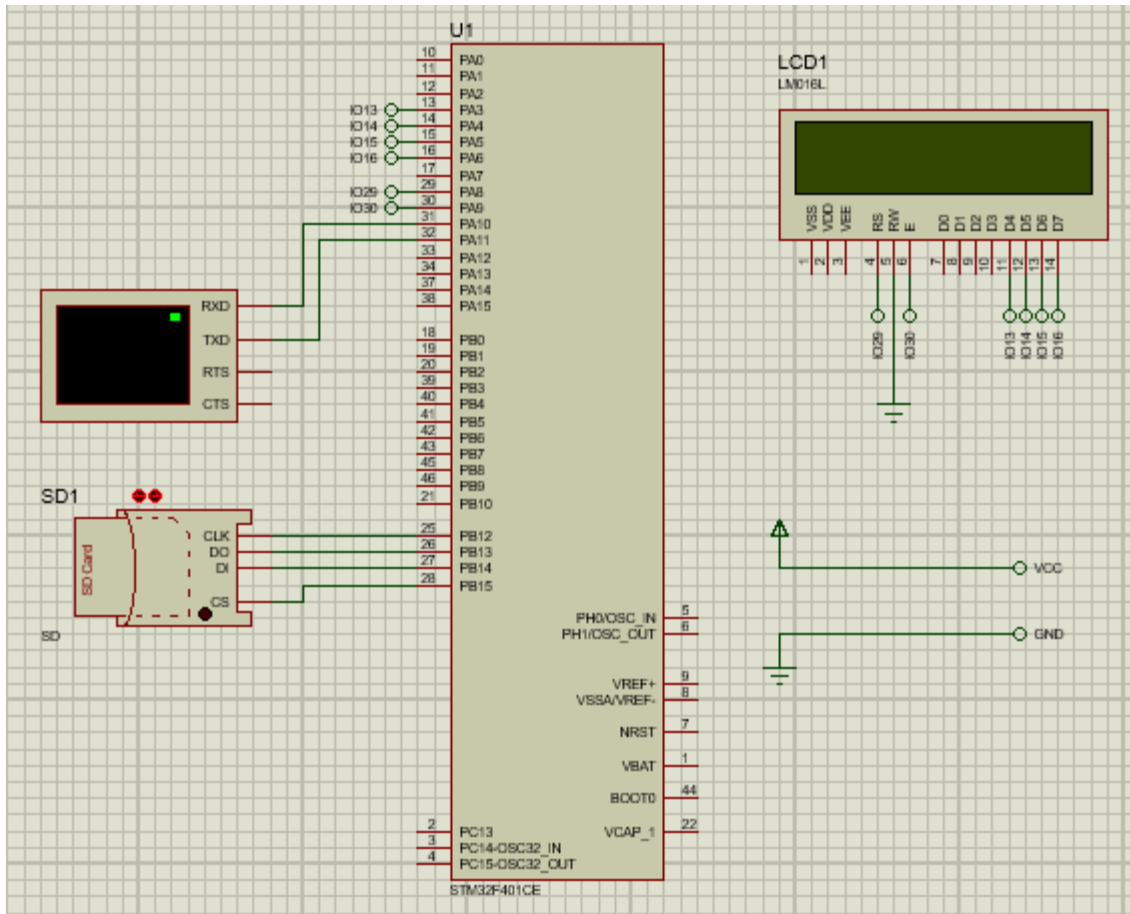 U1
10 PA0
11 PA1
12 PA2
IO13 13 PA3
IO14 14 PA4
IO15 15 PA5
IO16 16 PA6
17 PA7
IO29 29 PA8
IO30 30 PA9
31 PA10
32 PA11
33 PA12
34 PA13
37 PA14
38 PA15
18 PB0
19 PB1
20 PB2
39 PB3
40 PB4
41 PB5
42 PB6
43 PB7
45 PB8
46 PB9
21 PB10
25 PB12
26 PB13
27 PB14
28 PB15
PH0/OSC_IN 5
PH1/OSC_OUT 6
VREF+ 9
VSSA/VREF- 8
NRST 7
VBAT 1
BOOT0 44
VCAP_1 22
2 PC13
3 PC14-OSC32_IN
4 PC15-OSC32_OUT
STM32F401CE
RXD
TXD
RTS
CTS
SD1
SD Card
CLK
DO
DI
CS
SD
LCD1
LM016L
VSS VDD VEE RS RW E D0 D1 D2 D3 D4 D5 D6 D7
1 2 3 4 5 6 7 8 9 10 11 12 13 14
IO29 IO30 IO13 IO14 IO15 IO16
VCC
GND